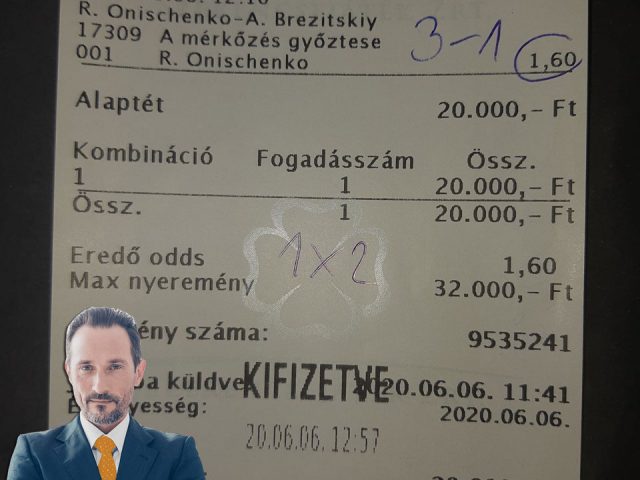 R. Onischenko-A. Brezitskiy
17309 A mérkőzés győztese
3-1
001 R. Onischenko 1,60
Alaptét 20.000,- Ft
Kombináció Fogadásszám Össz.
1 1 20.000,- Ft
Össz. 1 20.000,- Ft
1x2
Eredő odds 1,60
Max nyeremény 32.000,- Ft
száma: 9535241
küldve KIFIZETVE 2020.06.06. 11:41
2020.06.06.
20.06.06. 12:57